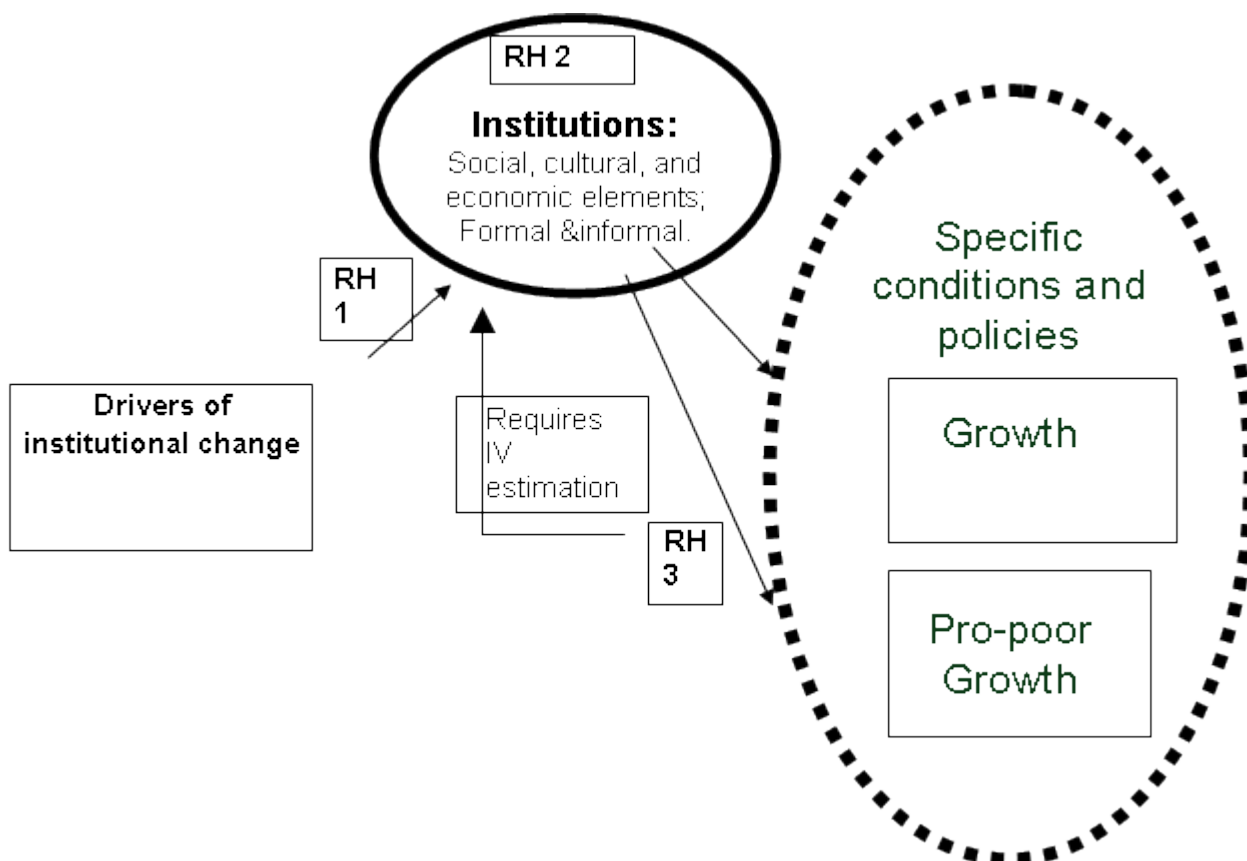 RH 2
Institutions:
Social, cultural, and
economic elements;
Formal &informal.
RH
1
Drivers of
institutional change
Requires
IV
estimation
RH
3
Specific
conditions and
policies
Growth
Pro-poor
Growth